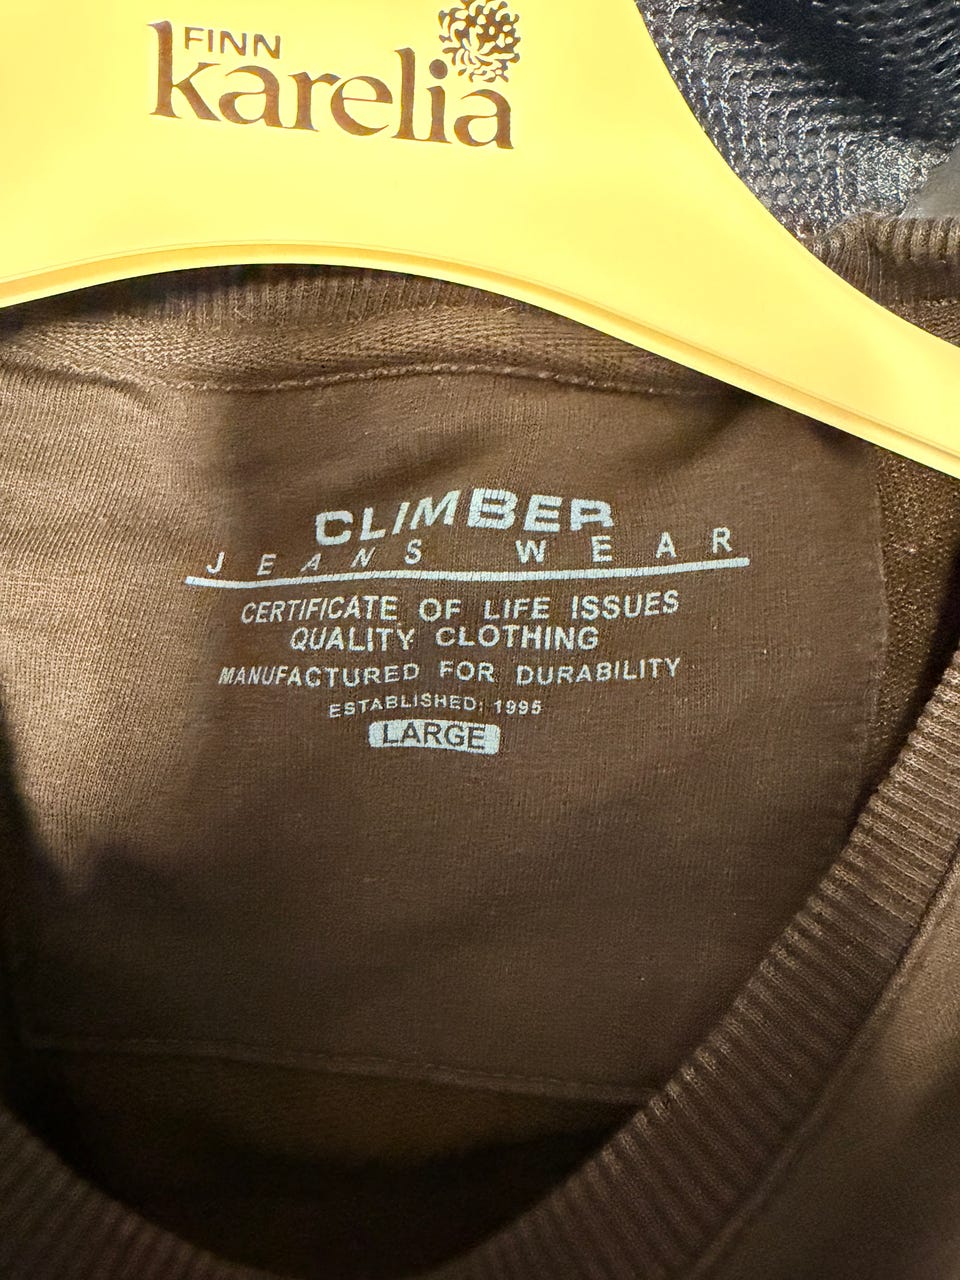 FINN
karelia
CLIMBER
JEANS WEAR
CERTIFICATE OF LIFE ISSUES
QUALITY CLOTHING
MANUFACTURED FOR DURABILITY
ESTABLISHED: 1995
LARGE